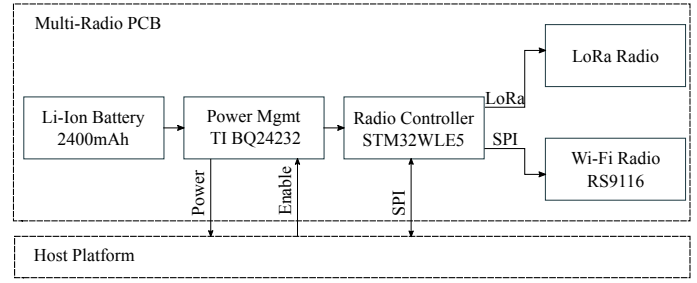 Multi-Radio PCB
LoRa Radio
Li-Ion Battery
2400mAh
Power Mgmt
TI BQ24232
Radio Controller
STM32WLE5
LoRa
SPI
Wi-Fi Radio
RS9116
Power
Enable
SPI
Host Platform